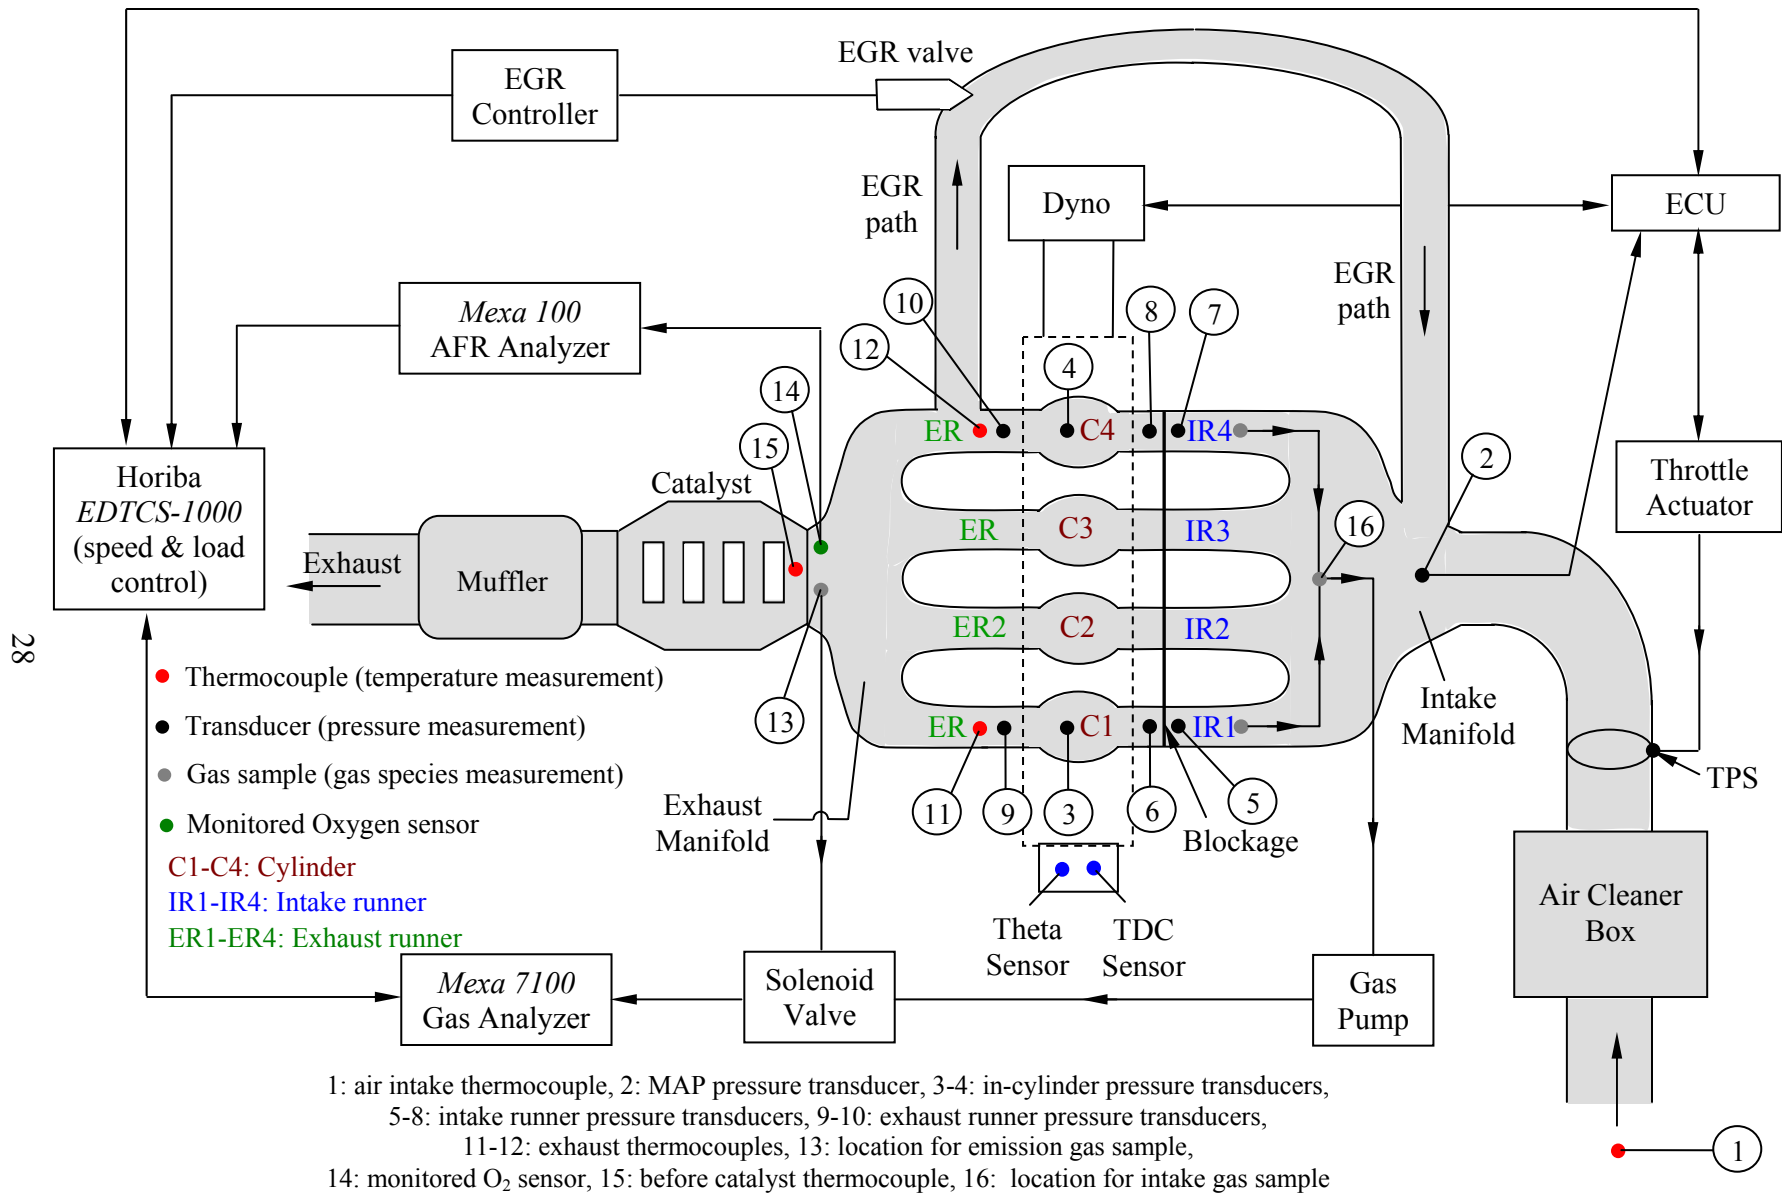 EGR valve
EGR
Controller
EGR
path
Dyno
ECU
EGR
path
Mexa 100
AFR Analyzer
10
8
7
12
4
14
ER
C4
IR4
2
15
Throttle
Actuator
Horiba
EDTCS-1000
(speed & load
control)
Catalyst
16
ER
C3
IR3
Exhaust
Muffler
28
ER2
C2
IR2
Thermocouple (temperature measurement)
13
Intake
Manifold
Transducer (pressure measurement)
ER
C1
IR1
Gas sample (gas species measurement)
TPS
11
9
3
6
5
Exhaust
Manifold
Monitored Oxygen sensor
Blockage
C1-C4: Cylinder
IR1-IR4: Intake runner
ER1-ER4: Exhaust runner
Air Cleaner
Box
Theta
Sensor
TDC
Sensor
Mexa 7100
Gas Analyzer
Solenoid
Valve
Gas
Pump
1: air intake thermocouple, 2: MAP pressure transducer, 3-4: in-cylinder pressure transducers,
5-8: intake runner pressure transducers, 9-10: exhaust runner pressure transducers,
11-12: exhaust thermocouples, 13: location for emission gas sample,
14: monitored O₂ sensor, 15: before catalyst thermocouple, 16:  location for intake gas sample
1